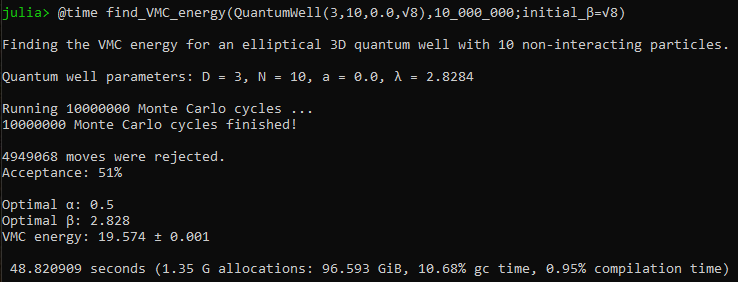 julia> @time find_VMC_energy(QuantumWell(3,10,0.0,√8),10_000_000;initial_β=√8)
Finding the VMC energy for an elliptical 3D quantum well with 10 non-interacting particles.
Quantum well parameters: D = 3, N = 10, a = 0.0, λ = 2.8284
Running 10000000 Monte Carlo cycles ...
10000000 Monte Carlo cycles finished!
4949068 moves were rejected.
Acceptance: 51%
Optimal α: 0.5
Optimal β: 2.828
VMC energy: 19.574 ± 0.001
48.820909 seconds (1.35 G allocations: 96.593 GiB, 10.68% gc time, 0.95% compilation time)